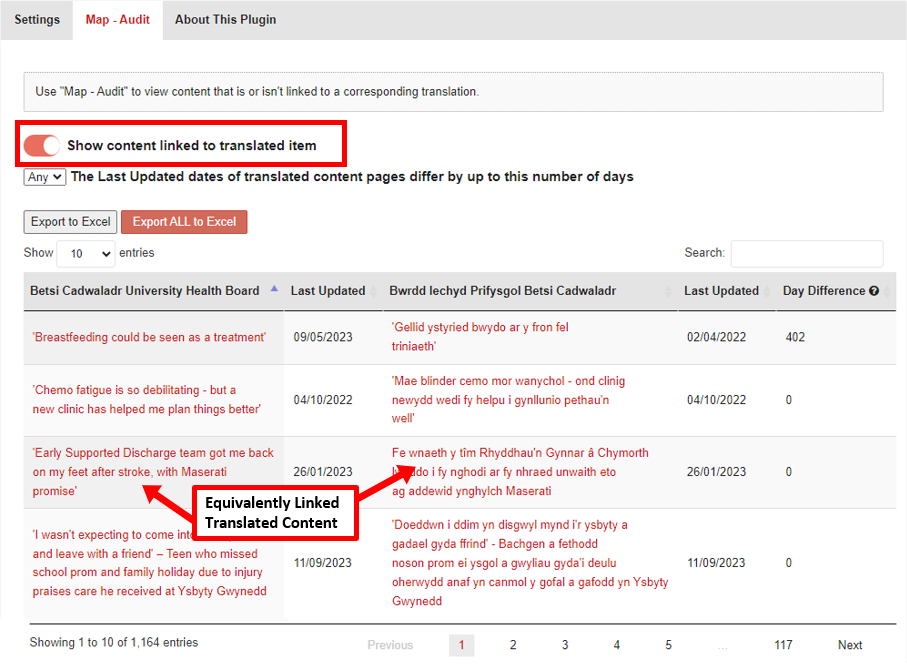 Settings
Map - Audit
About This Plugin
Use "Map - Audit" to view content that is or isn't linked to a corresponding translation.
Show content linked to translated item
Any The Last Updated dates of translated content pages differ by up to this number of days
Export to Excel
Export ALL to Excel
Show 10 entries
Search:
Betsi Cadwaladr University Health Board
Last Updated
Bwrdd Iechyd Prifysgol Betsi Cadwaladr
Last Updated
Day Difference ?
'Breastfeeding could be seen as a treatment'
09/05/2023
'Gellid ystyried bwydo ar y fron fel
triniaeth'
02/04/2022
402
'Chemo fatigue is so debilitating - but a
new clinic has helped me plan things better'
04/10/2022
'Mae blinder cemo mor wanychol - ond clinig
newydd wedi fy helpu i gynllunio pethau'n
well'
04/10/2022
0
'Early Supported Discharge team got me back
on my feet after stroke, with Maserati
promise'
26/01/2023
Fe wnaeth y tîm Rhyddhau'n Gynnar â Chymorth
i fy nghodi ar fy nhraed unwaith eto
ag addewid ynghylch Maserati
26/01/2023
0
Equivalently Linked
Translated Content
'I wasn't expecting to come
and leave with a friend' – Teen who missed
school prom and family holiday due to injury
praises care he received at Ysbyty Gwynedd
11/09/2023
'Doeddwn i ddim yn disgwyl mynd i'r ysbyty a
gadael gyda ffrind' - Bachgen a fethodd
noson prom ei ysgol a gwyliau gyda'i deulu
oherwydd anaf yn canmol y gofal a gafodd yn Ysbyty
Gwynedd
11/09/2023
0
Showing 1 to 10 of 1,164 entries
Previous 1 2 3 4 5 ... 117 Next